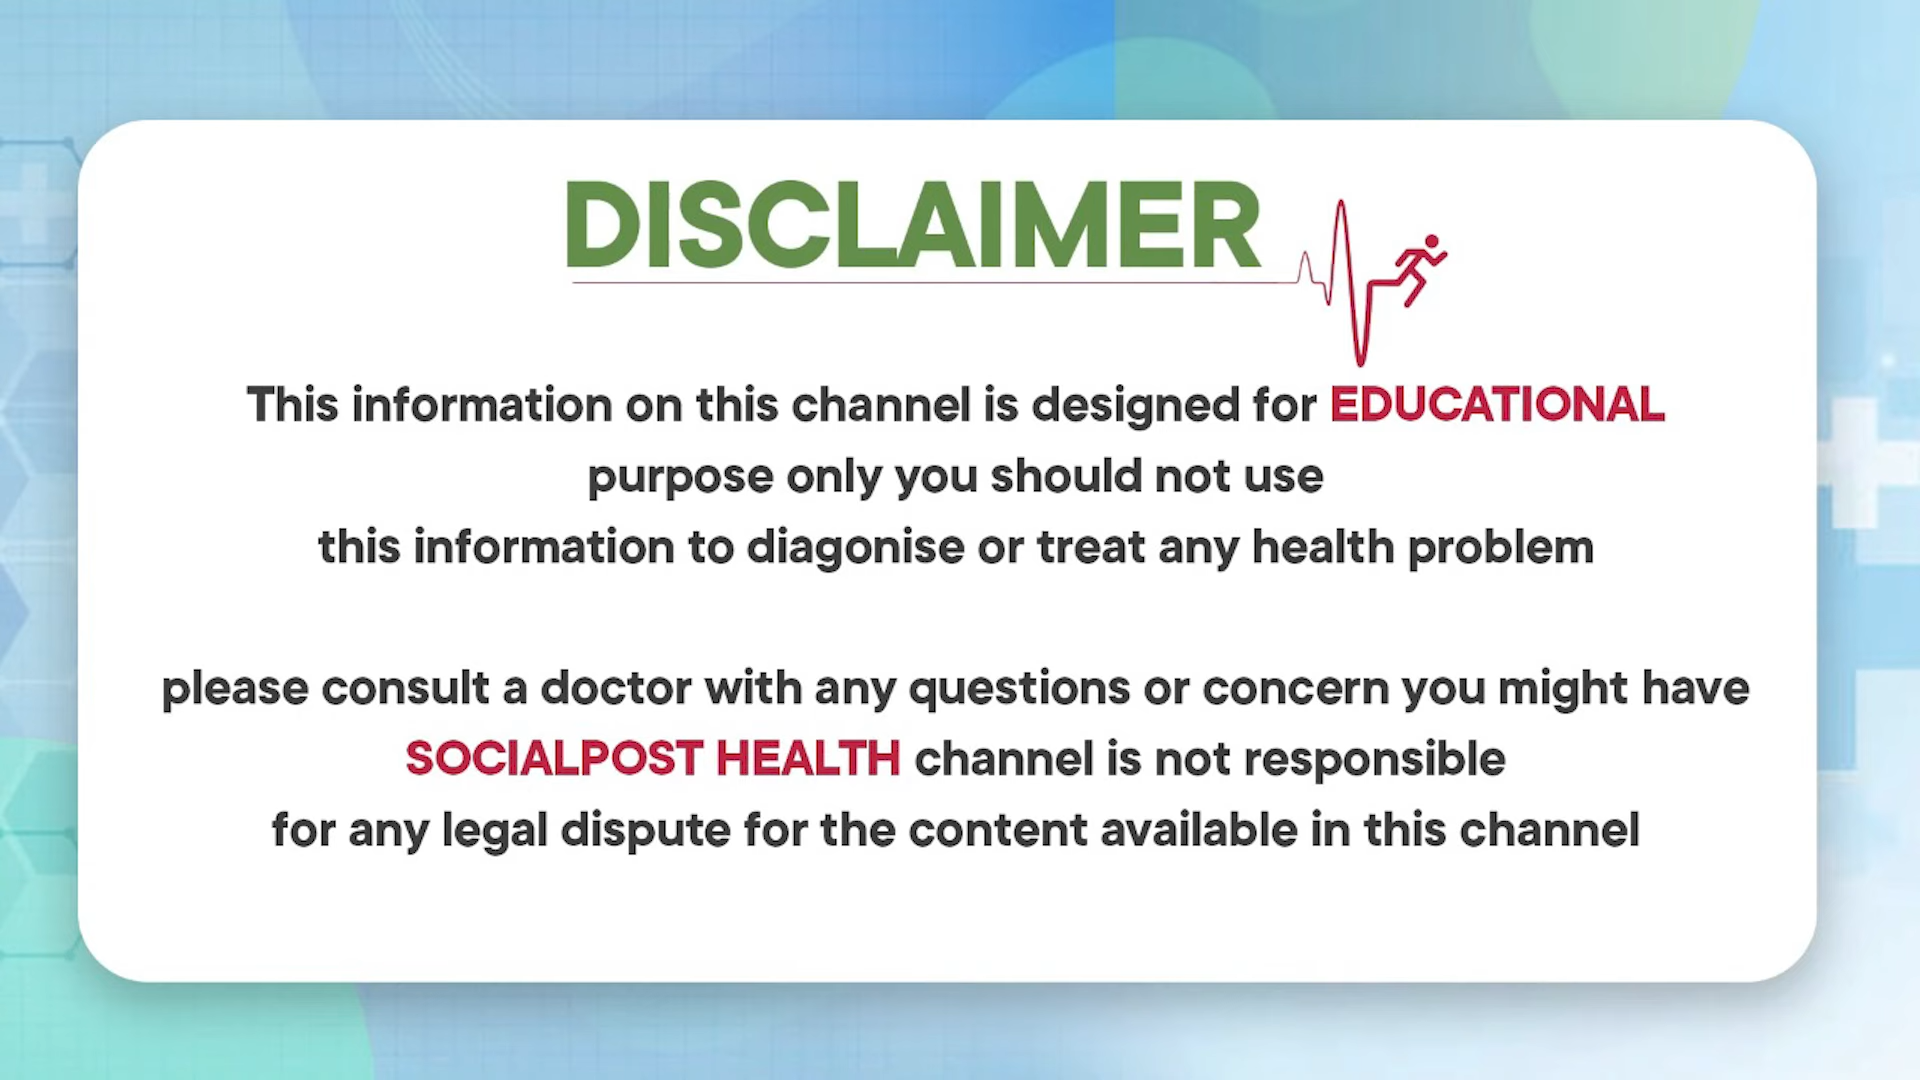 DISCLAIMER
This information on this channel is designed for EDUCATIONAL
purpose only you should not use
this information to diagonise or treat any health problem
please consult a doctor with any questions or concern you might have
SOCIALPOST HEALTH channel is not responsible
for any legal dispute for the content available in this channel